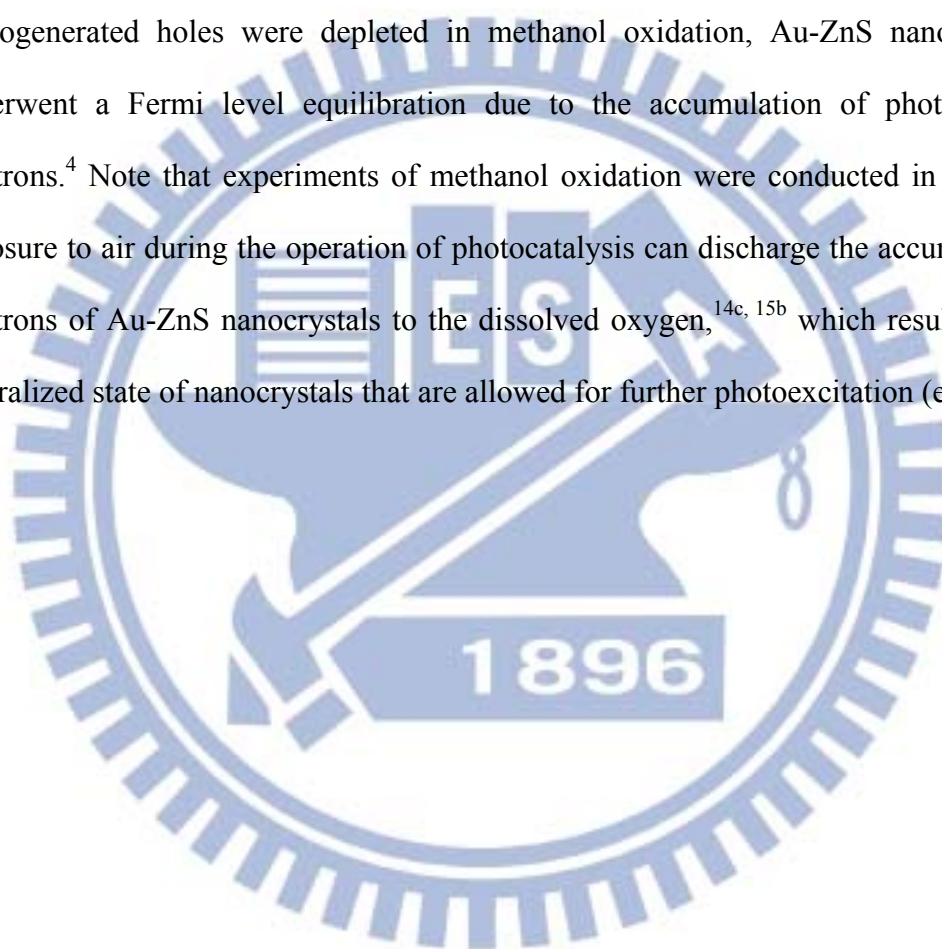 ogenerated holes were depleted in methanol oxidation, Au-ZnS nano
erwent a Fermi level equilibration due to the accumulation of phot
trons.4 Note that experiments of methanol oxidation were conducted in
osure to air during the operation of photocatalysis can discharge the accu
trons of Au-ZnS nanocrystals to the dissolved oxygen,14c, 15b which resul
ralized state of nanocrystals that are allowed for further photoexcitation (e
E S A
8
1896